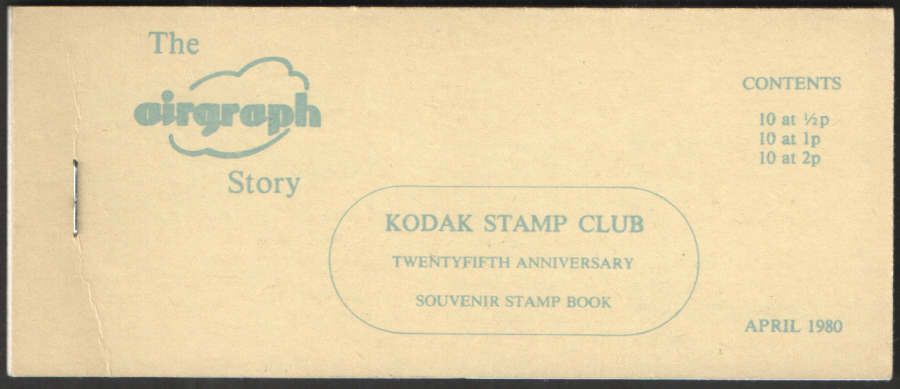 The
airgraph
Story
CONTENTS
10 at ½p
10 at 1p
10 at 2p
KODAK STAMP CLUB
TWENTYFIFTH ANNIVERSARY
SOUVENIR STAMP BOOK
APRIL 1980